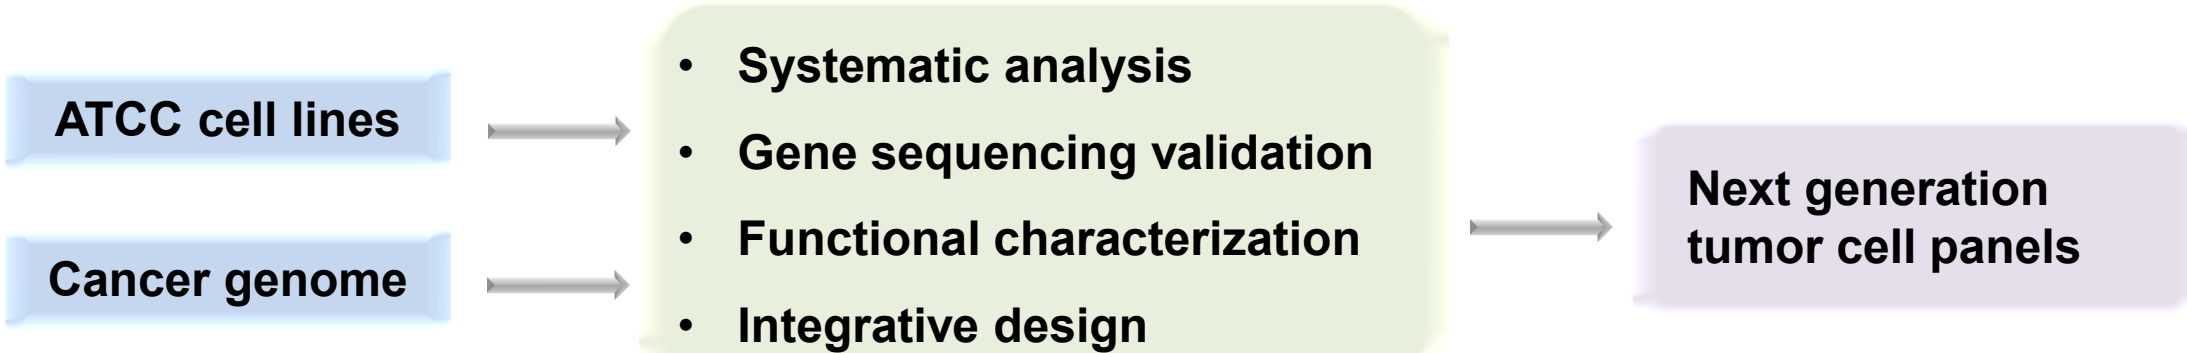 ATCC cell lines
Cancer genome
• Systematic analysis
• Gene sequencing validation
• Functional characterization
• Integrative design
Next generation
tumor cell panels